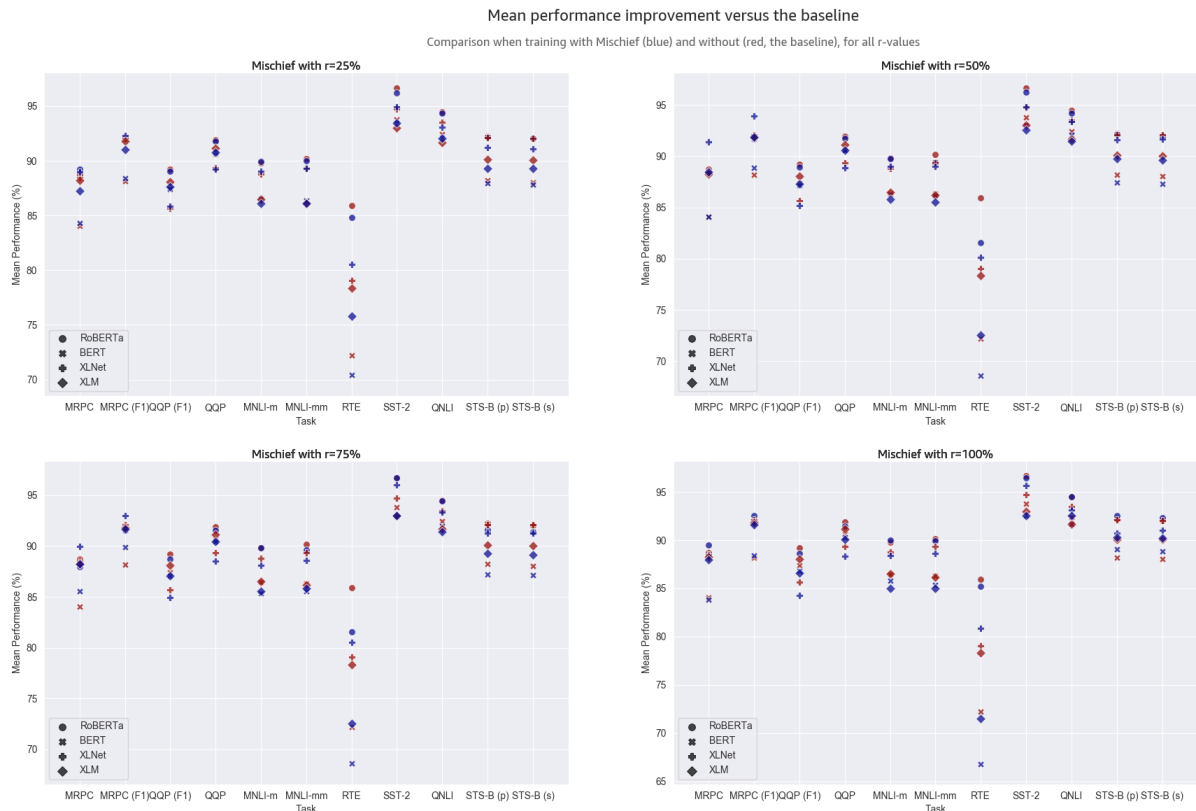 Mean performance improvement versus the baseline
Comparison when training with Mischief (blue) and without (red, the baseline), for all r-values
Mischief with r=25%
Mean Performance (%)
95
90
85
80
75
70
RoBERTa
BERT
XLNet
XLM
MRPC MRPC (F1) QQP (F1) QQP MNLI-m MNLI-mm RTE SST-2 QNLI STS-B (p) STS-B (s)
Task
Mischief with r=50%
Mean Performance (%)
95
90
85
80
75
70
RoBERTa
BERT
XLNet
XLM
MRPC MRPC (F1) QQP (F1) QQP MNLI-m MNLI-mm RTE SST-2 QNLI STS-B (p) STS-B (s)
Task
Mischief with r=75%
Mean Performance (%)
95
90
85
80
75
70
RoBERTa
BERT
XLNet
XLM
MRPC MRPC (F1) QQP (F1) QQP MNLI-m MNLI-mm RTE SST-2 QNLI STS-B (p) STS-B (s)
Task
Mischief with r=100%
Mean Performance (%)
95
90
85
80
75
70
65
RoBERTa
BERT
XLNet
XLM
MRPC MRPC (F1) QQP (F1) QQP MNLI-m MNLI-mm RTE SST-2 QNLI STS-B (p) STS-B (s)
Task